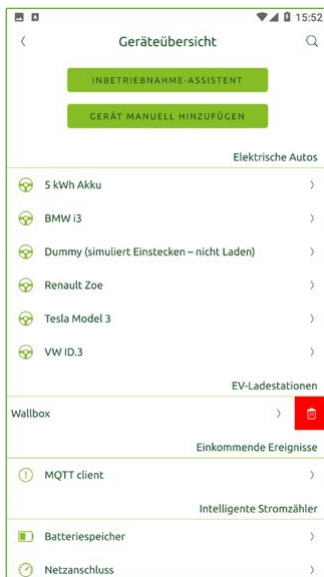 15:52
Geräteübersicht
INBETRIEBNAHME-ASSISTENT
GERÄT MANUELL HINZUFÜGEN
Elektrische Autos
5 kWh Akku
BMW i3
Dummy (simuliert Einstecken – nicht Laden)
Renault Zoe
Tesla Model 3
VW ID.3
EV-Ladestationen
Wallbox
Einkommende Ereignisse
MQTT client
Intelligente Stromzähler
Batteriespeicher
Netzanschluss